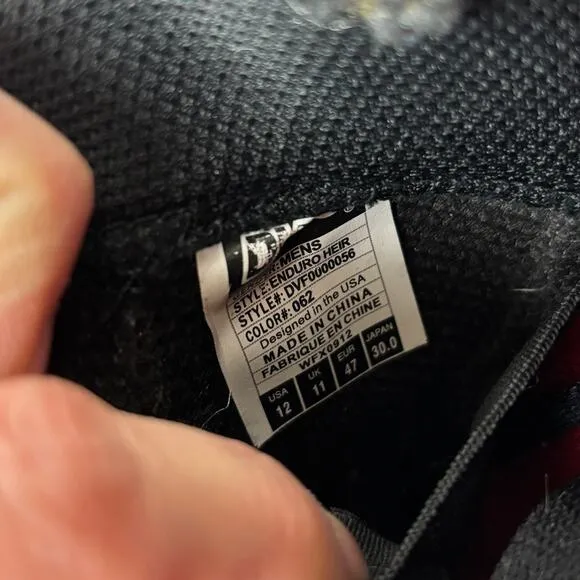 MENS
STYLE: ENDURO HEIR
STYLE#: DVF0000056
COLOR#: 062
Designed in the USA
MADE IN CHINA
FABRIQUE EN CHINE
WFX0912
USA UK EUR JAPAN
12 11 47 30.0